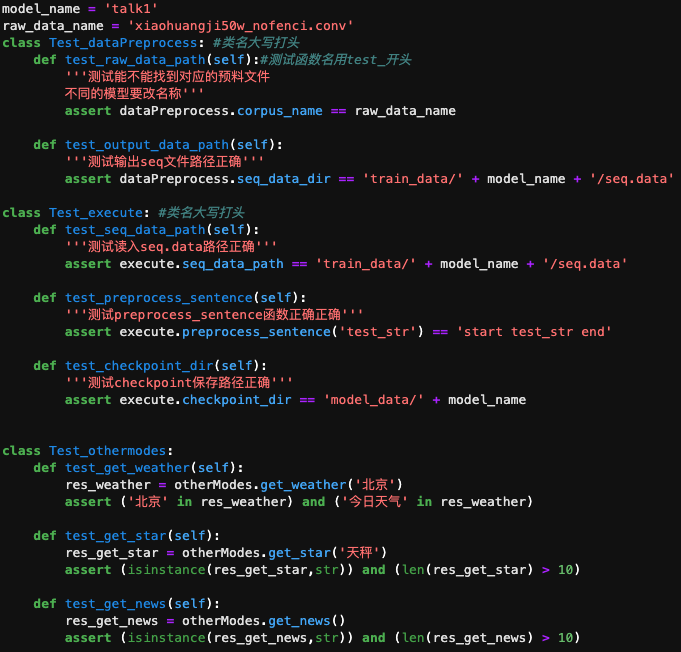 model_name = 'talk1'
raw_data_name = 'xiaohuangji50w_nofenci.conv'
class Test_dataPreprocess: #类名大写打头
    def test_raw_data_path(self):#测试函数名用test_开头
        '''测试能不能找到对应的预料文件
        不同的模型要改名称'''
        assert dataPreprocess.corpus_name == raw_data_name

    def test_output_data_path(self):
        '''测试输出seq文件路径正确'''
        assert dataPreprocess.seq_data_dir == 'train_data/' + model_name + '/seq.data'

class Test_execute: #类名大写打头
    def test_seq_data_path(self):
        '''测试读入seq.data路径正确'''
        assert execute.seq_data_path == 'train_data/' + model_name + '/seq.data'

    def test_preprocess_sentence(self):
        '''测试preprocess_sentence函数正确正确'''
        assert execute.preprocess_sentence('test_str') == 'start test_str end'

    def test_checkpoint_dir(self):
        '''测试checkpoint保存路径正确'''
        assert execute.checkpoint_dir == 'model_data/' + model_name

class Test_othermodes:
    def test_get_weather(self):
        res_weather = otherModes.get_weather('北京')
        assert ('北京' in res_weather) and ('今日天气' in res_weather)

    def test_get_star(self):
        res_get_star = otherModes.get_star('天秤')
        assert (isinstance(res_get_star,str)) and (len(res_get_star) > 10)

    def test_get_news(self):
        res_get_news = otherModes.get_news()
        assert (isinstance(res_get_news,str)) and (len(res_get_news) > 10)